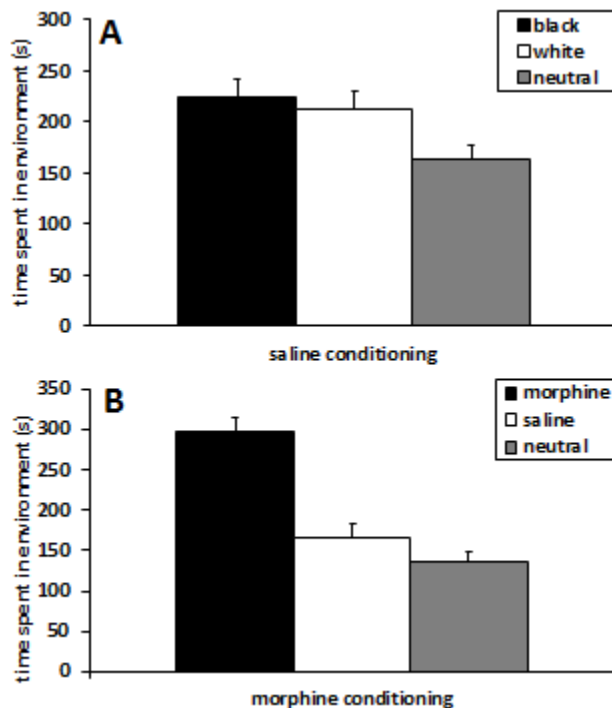 A
black
white
neutral
time spent in environment (s)
300
250
200
150
100
50
0
saline conditioning
B
morphine
saline
neutral
time spent in environment (s)
350
300
250
200
150
100
50
0
morphine conditioning